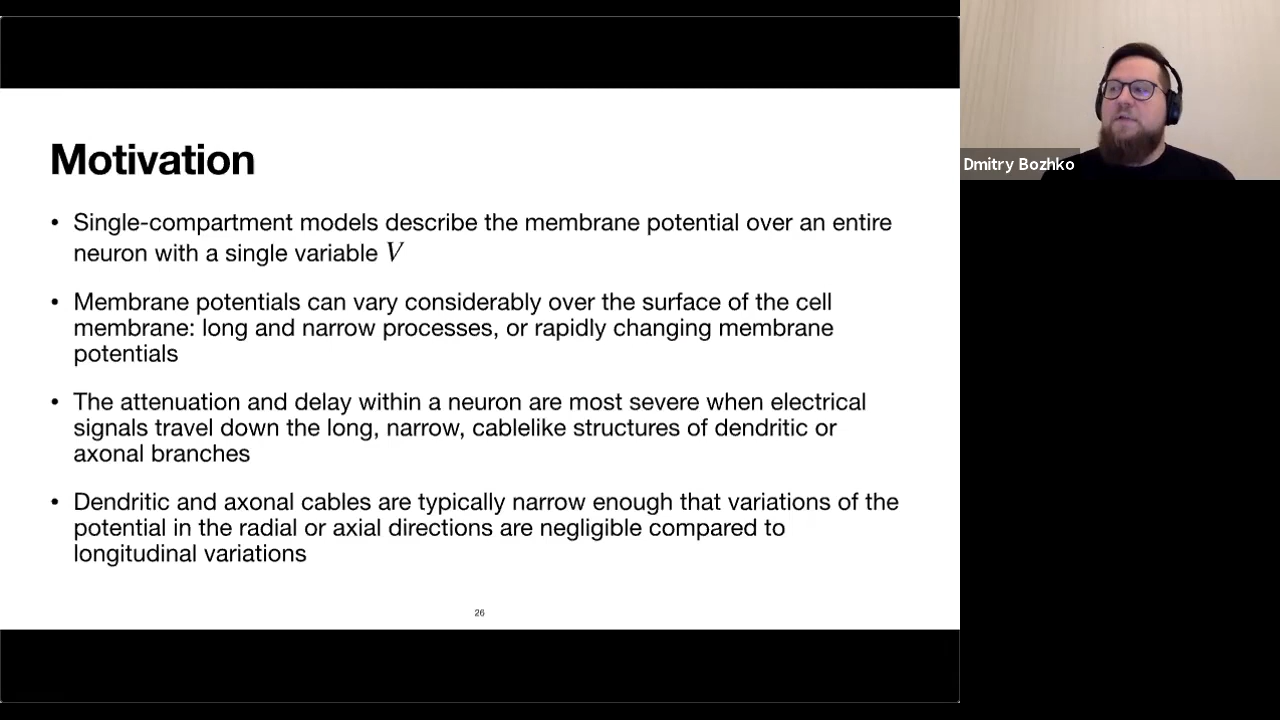 Motivation
• Single-compartment models describe the membrane potential over an entire
neuron with a single variable V
• Membrane potentials can vary considerably over the surface of the cell
membrane: long and narrow processes, or rapidly changing membrane
potentials
• The attenuation and delay within a neuron are most severe when electrical
signals travel down the long, narrow, cablelike structures of dendritic or
axonal branches
• Dendritic and axonal cables are typically narrow enough that variations of the
potential in the radial or axial directions are negligible compared to
longitudinal variations
26
Dmitry Bozhko